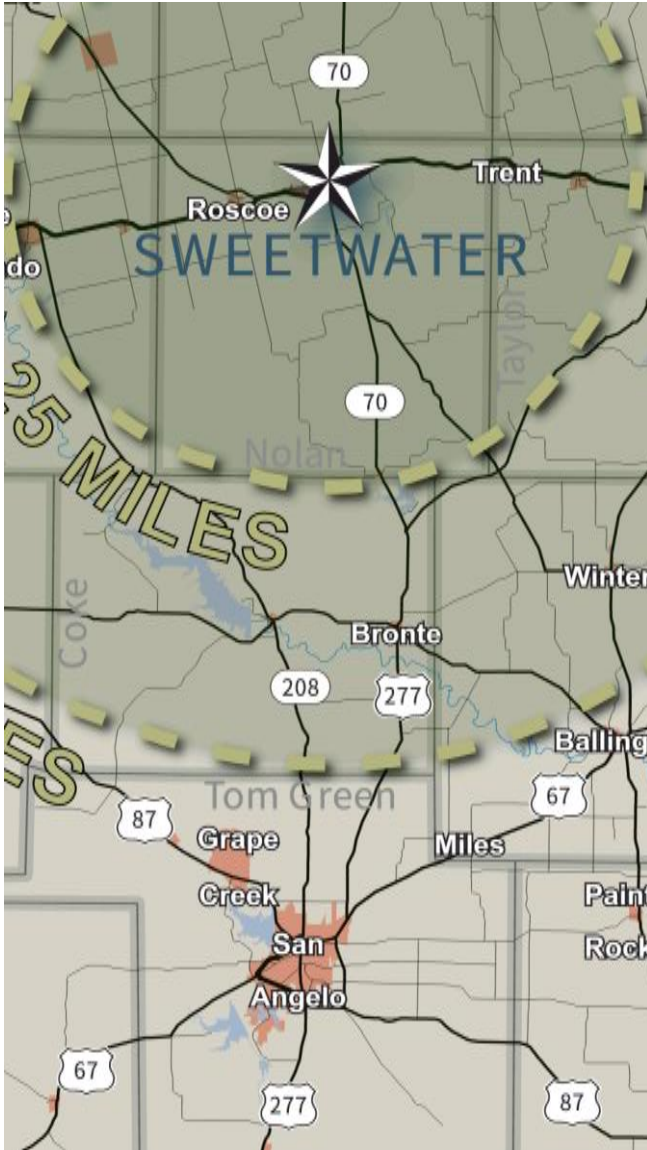 70
Trent
Roscoe
SWEETWATER
do
Taylor
70
25 MILES
Nolan
Winter
Coke
Bronte
208
277
ES
Balling
Tom Green
67
87
Grape
Creek
Miles
Paint
Rock
San
Angelo
67
277
87